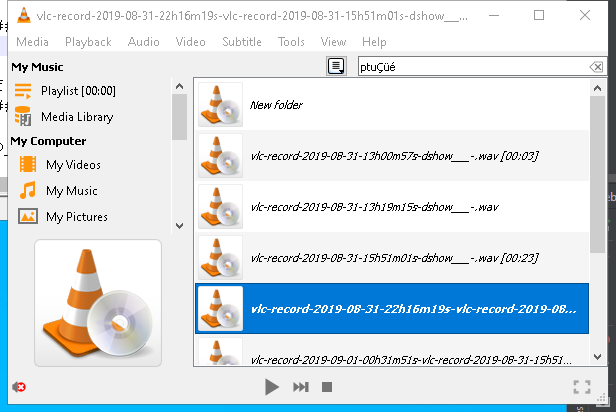 vlc-record-2019-08-31-22h16m19s-vlc-record-2019-08-31-15h51m01s-dshow___-...
Media Playback Audio Video Subtitle Tools View Help
My Music
ptuÇüé
Playlist [00:00]
Media Library
My Computer
My Videos
My Music
My Pictures
New folder
vlc-record-2019-08-31-13h00m57s-dshow___-.wav [00:03]
vlc-record-2019-08-31-13h19m15s-dshow___-.wav
vlc-record-2019-08-31-15h51m01s-dshow___-.wav [00:23]
vlc-record-2019-08-31-22h16m19s-vlc-record-2019-08...
vlc-record-2019-09-01-00h31m51s-vlc-record-2019-08-31-15h51...